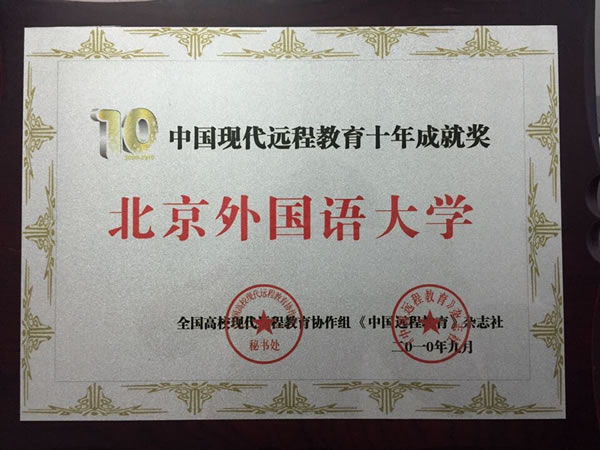 10 中国现代远程教育十年成就奖
北京外国语大学
全国高校现代远程教育协作组《中国远程教育》杂志社
二〇一〇年九月
秘书处